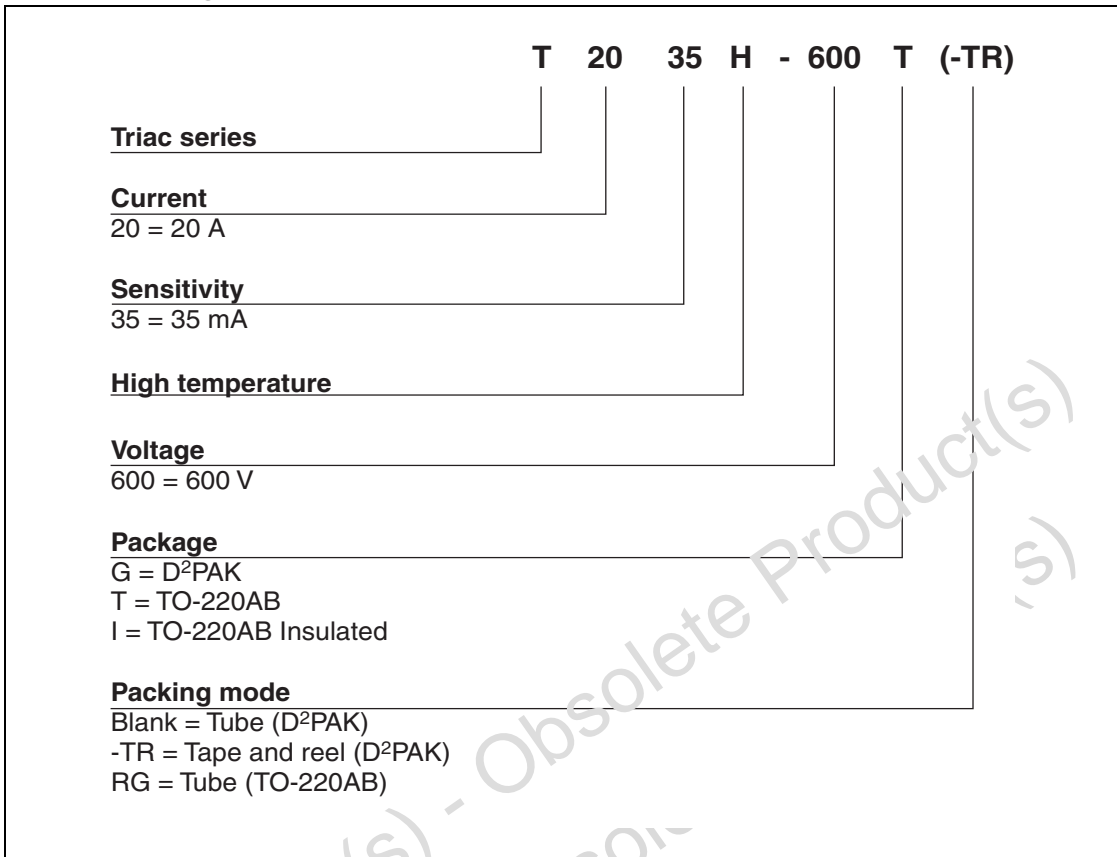 T 20 35 H - 600 T (-TR)
Triac series
Current
20 = 20 A
Sensitivity
35 = 35 mA
High temperature
Voltage
600 = 600 V
Package
G = D²PAK
T = TO-220AB
I = TO-220AB Insulated
Packing mode
Blank = Tube (D²PAK)
-TR = Tape and reel (D²PAK)
RG = Tube (TO-220AB)
(s) - Obsolete Product(s)